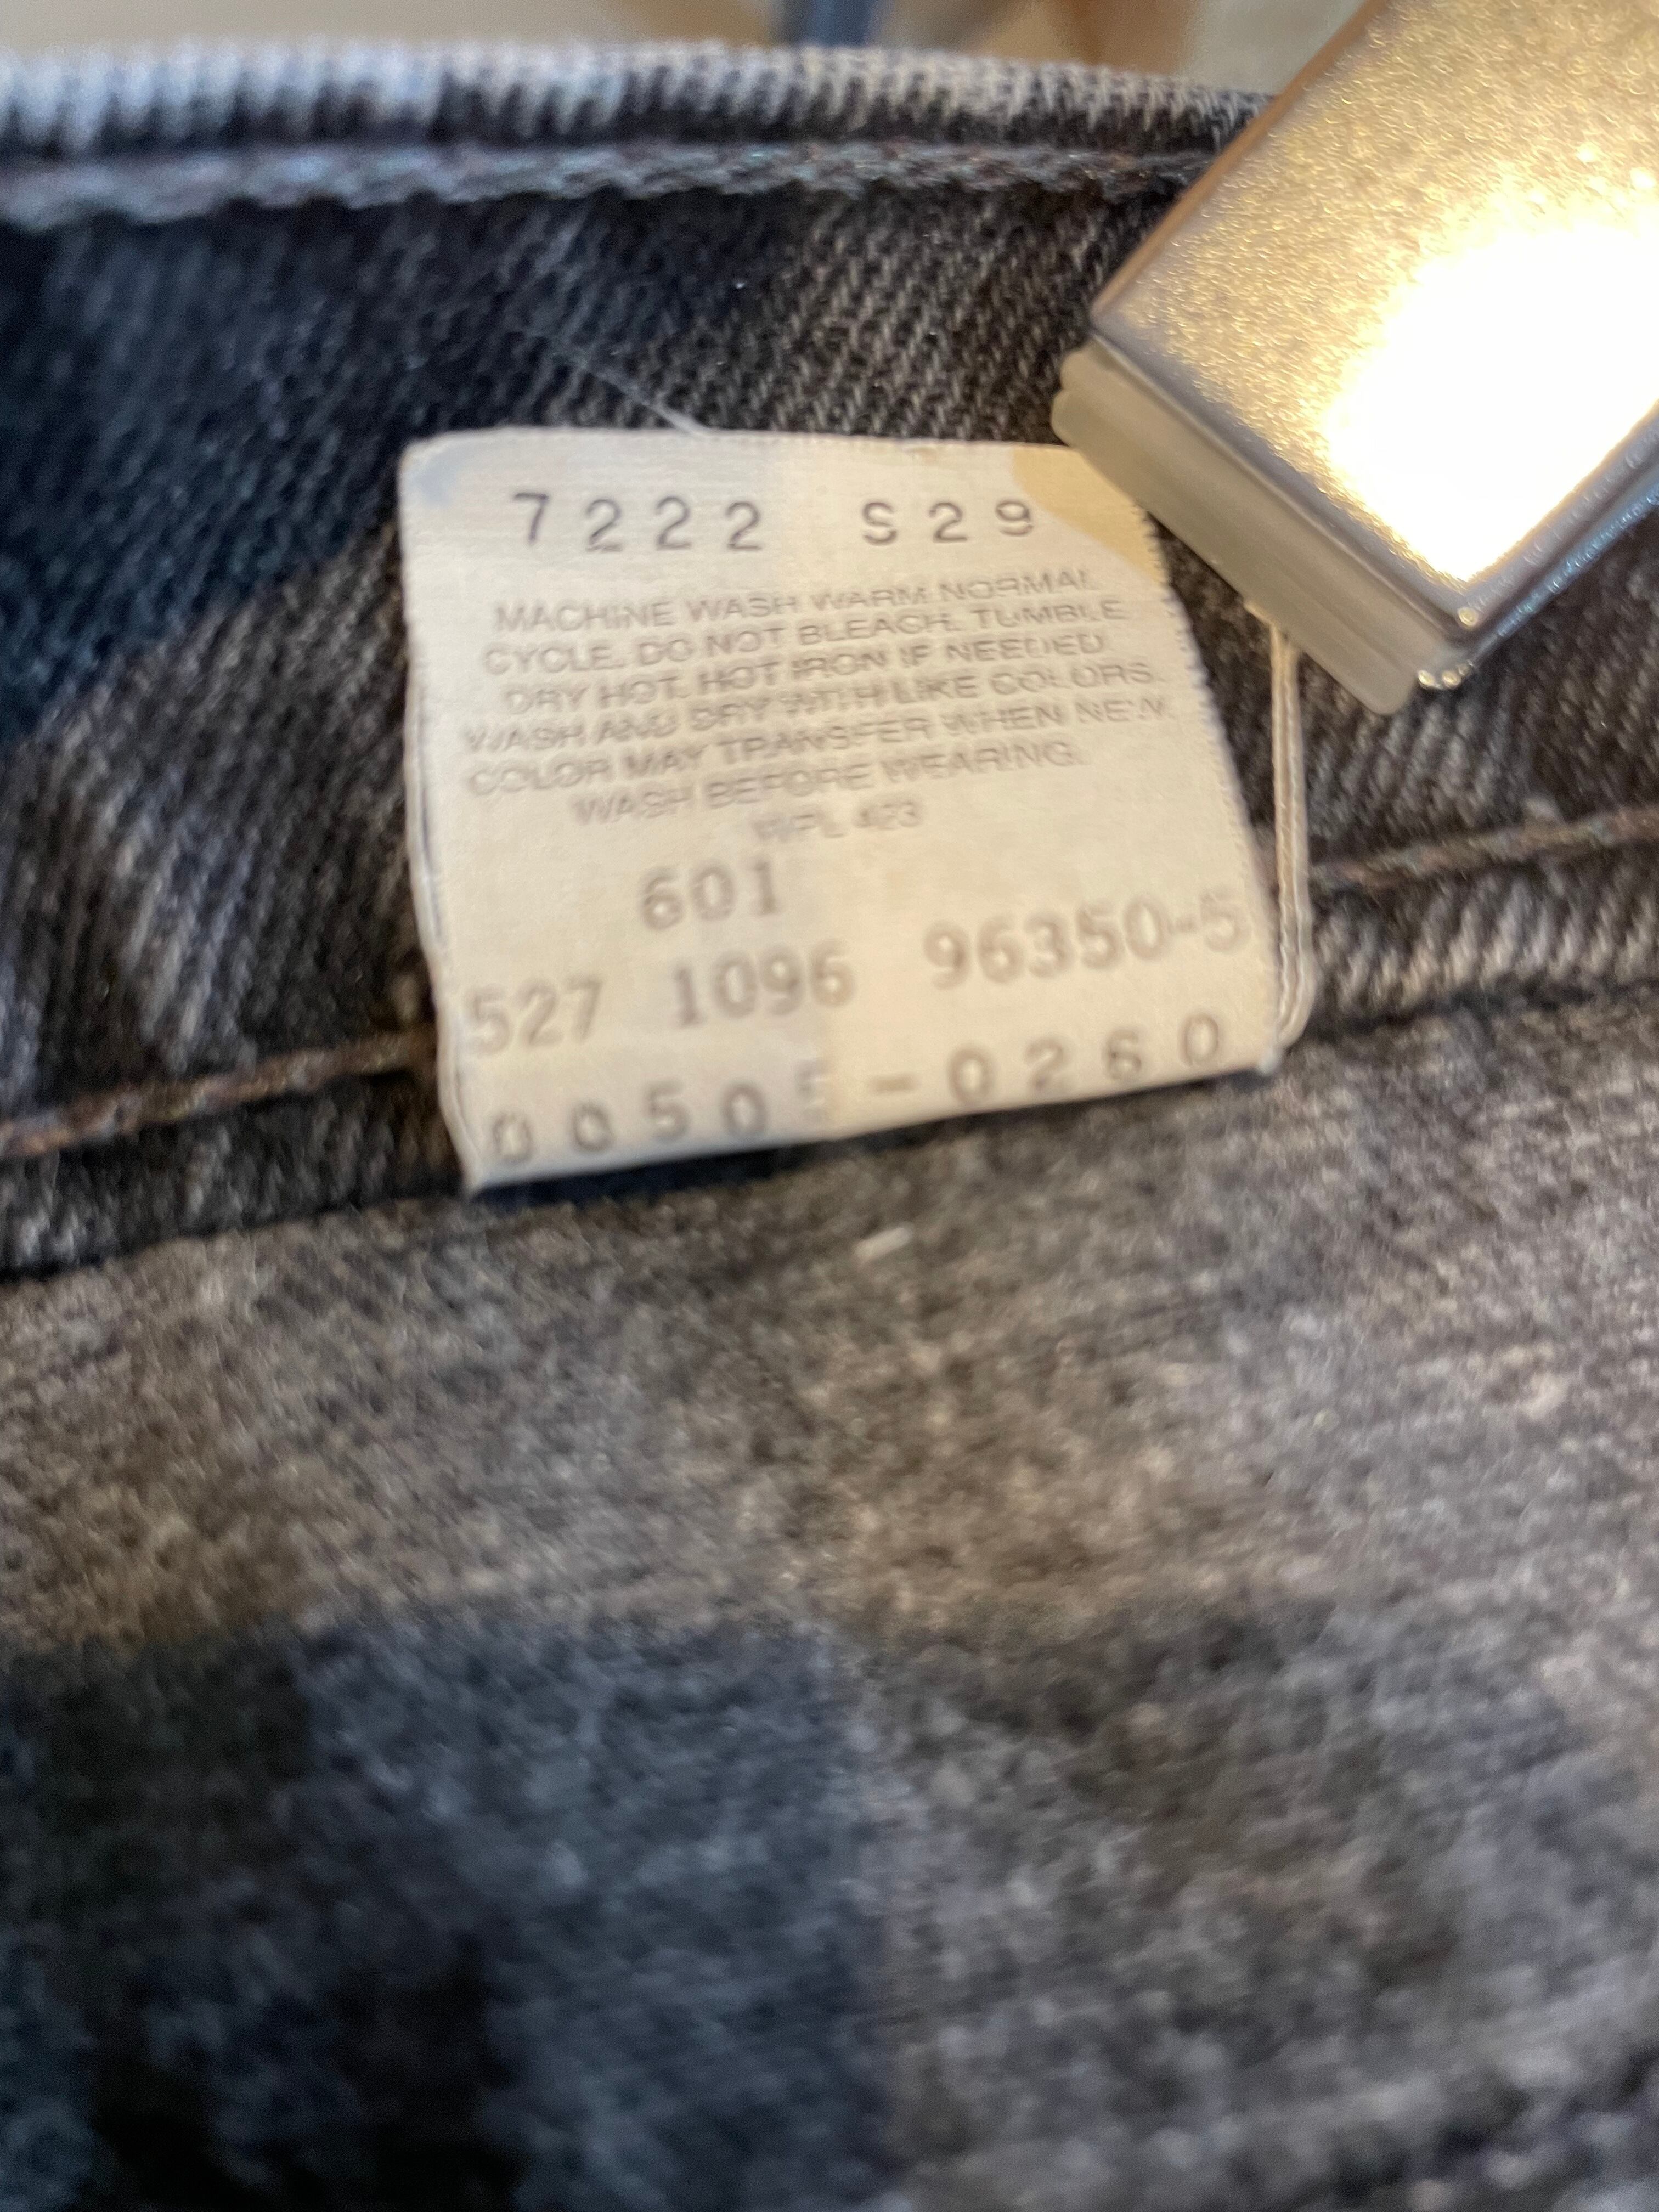 7222 S29
MACHINE WASH WARM NORMAL
CYCLE. DO NOT BLEACH. TUMBLE
DRY HOT. HOT IRON IF NEEDED.
WASH AND DRY WITH LIKE COLORS.
COLOR MAY TRANSFER WHEN NEW.
WASH BEFORE WEARING.
WPL 423
601
527 1096 96350-5
00505-0260